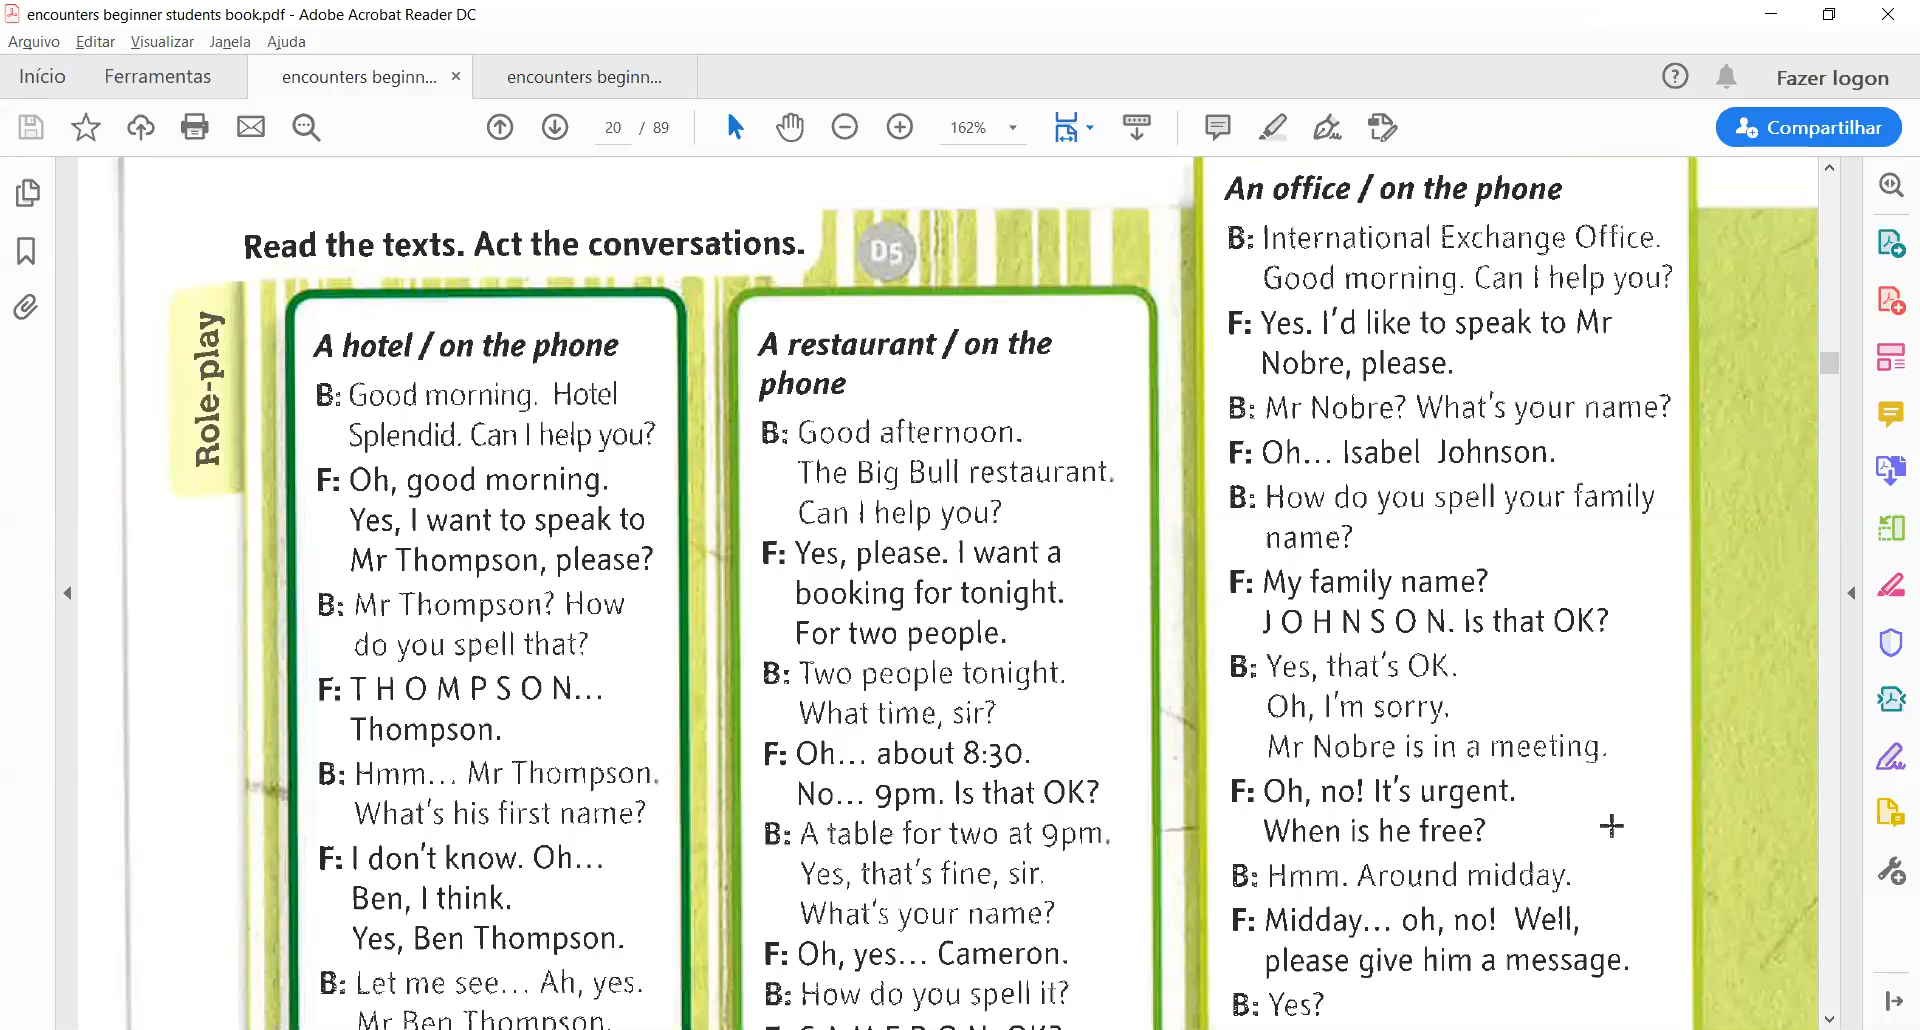 encounters beginner students book.pdf - Adobe Acrobat Reader DC
Arquivo Editar Visualizar Janela Ajuda
Início Ferramentas encounters beginn... × encounters beginn... Fazer logon
20 / 89 162% Compartilhar
Read the texts. Act the conversations.
D5
Role-play
A hotel / on the phone
B: Good morning. Hotel
Splendid. Can I help you?
F: Oh, good morning.
Yes, I want to speak to
Mr Thompson, please?
B: Mr Thompson? How
do you spell that?
F: T H O M P S O N...
Thompson.
B: Hmm... Mr Thompson.
What's his first name?
F: I don't know. Oh...
Ben, I think.
Yes, Ben Thompson.
B: Let me see... Ah, yes.
Mr Ben Thompson.
A restaurant / on the
phone
B: Good afternoon.
The Big Bull restaurant.
Can I help you?
F: Yes, please. I want a
booking for tonight.
For two people.
B: Two people tonight.
What time, sir?
F: Oh... about 8:30.
No... 9pm. Is that OK?
B: A table for two at 9pm.
Yes, that's fine, sir.
What's your name?
F: Oh, yes... Cameron.
B: How do you spell it?
F: C A M E R O N. OK?
An office / on the phone
B: International Exchange Office.
Good morning. Can I help you?
F: Yes. I'd like to speak to Mr
Nobre, please.
B: Mr Nobre? What's your name?
F: Oh... Isabel Johnson.
B: How do you spell your family
name?
F: My family name?
J O H N S O N. Is that OK?
B: Yes, that's OK.
Oh, I'm sorry.
Mr Nobre is in a meeting.
F: Oh, no! It's urgent.
When is he free?
B: Hmm. Around midday.
F: Midday... oh, no! Well,
please give him a message.
B: Yes?